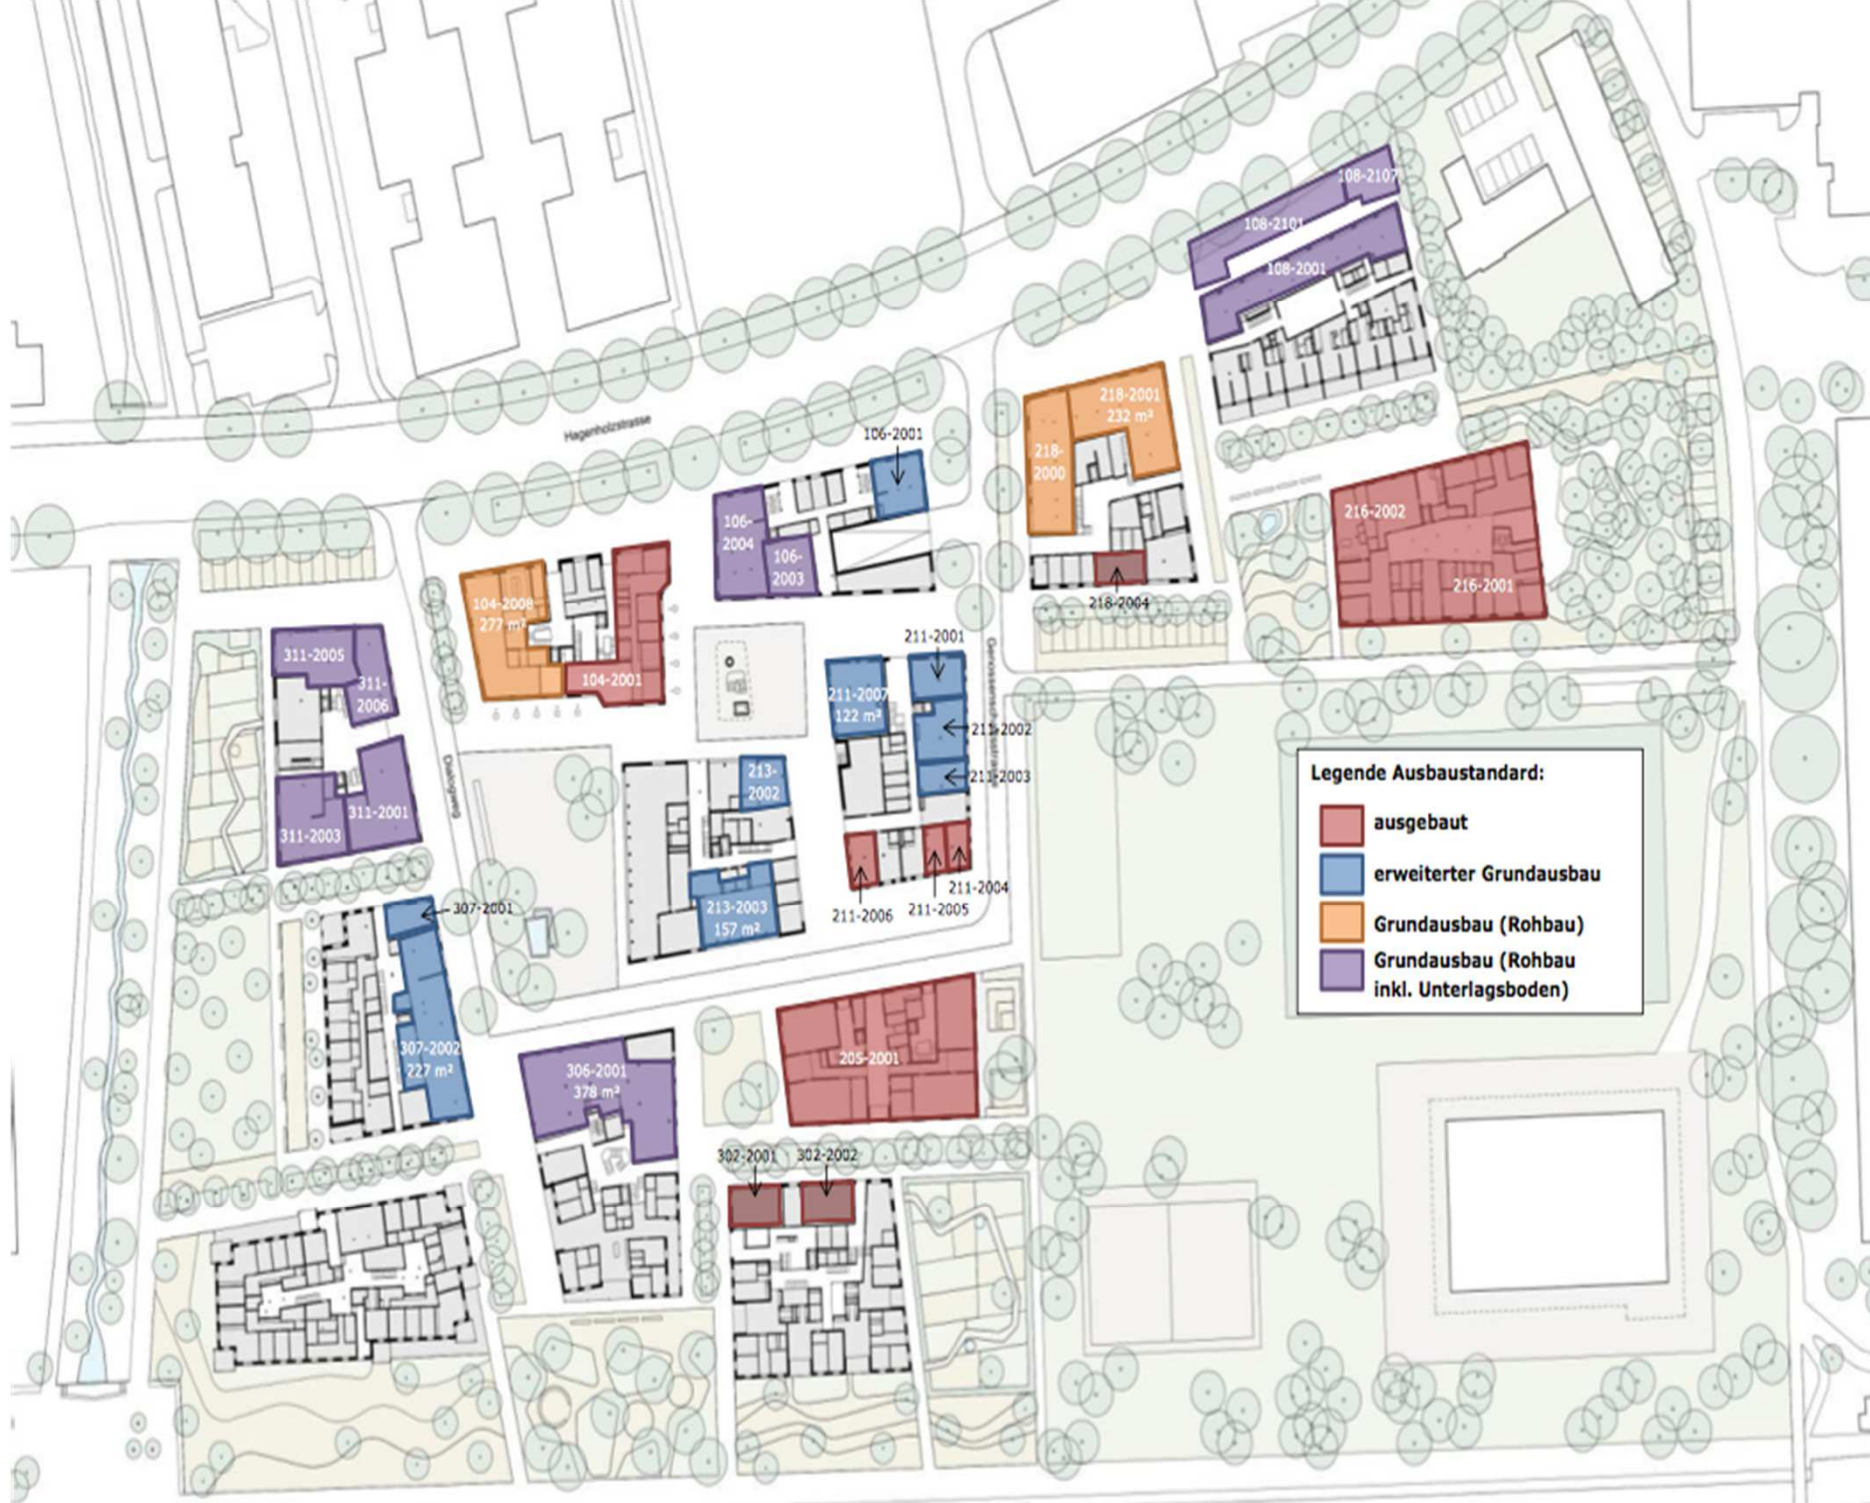 108-2107
108-2101
108-2001
Hagenholzstrasse
106-2001
218-2001
232 m²
218-
2000
106-
2004
106-
2003
216-2002
216-2001
218-2004
104-2008
277 m²
104-2001
311-2005
311-
2006
211-2001
211-2007
122 m²
211-2002
211-2003
Genossenschaftsstrasse
Dialogweg
213-
2002
311-2001
311-2003
213-2003
157 m²
211-2004
211-2005
211-2006
307-2001
307-2002
227 m²
306-2001
378 m²
205-2001
302-2001
302-2002
Legende Ausbaustandard:
ausgebaut
erweiterter Grundausbau
Grundausbau (Rohbau)
Grundausbau (Rohbau
inkl. Unterlagsboden)